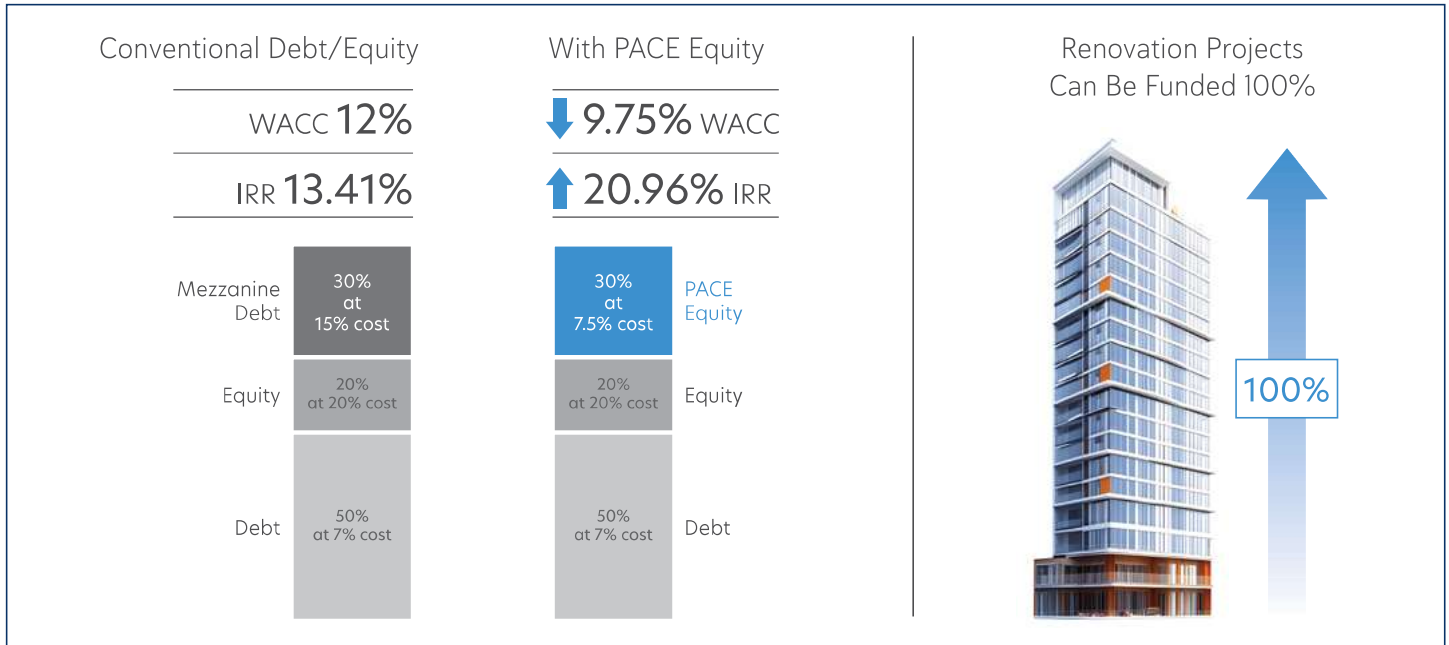 Conventional Debt/Equity
WACC 12%
IRR 13.41%
Mezzanine
Debt
30%
at
15% cost
Equity
20%
at 20% cost
Debt
50%
at 7% cost
With PACE Equity
9.75% WACC
20.96% IRR
30%
at
7.5% cost
PACE
Equity
20%
at 20% cost
Equity
50%
at 7% cost
Debt
Renovation Projects
Can Be Funded 100%
100%